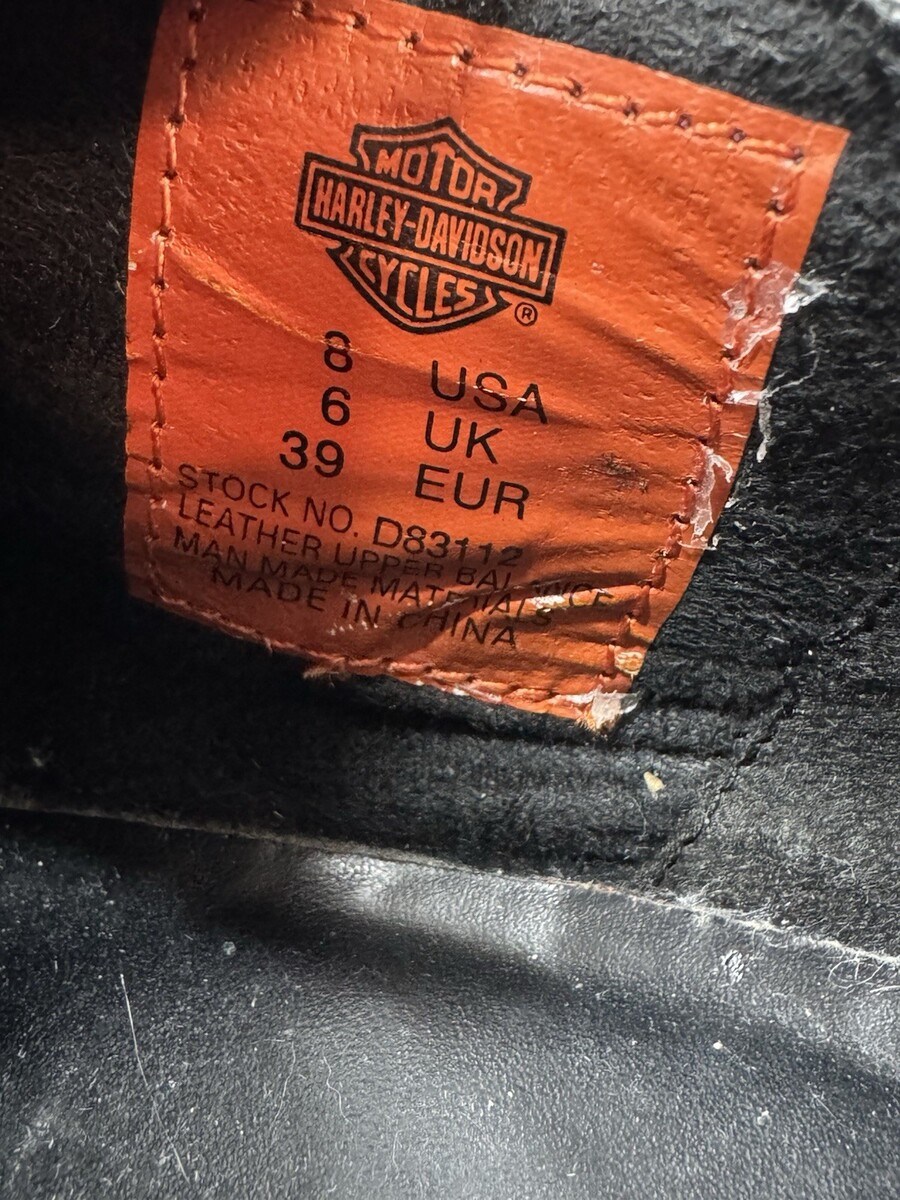 MOTOR
HARLEY-DAVIDSON
CYCLES
®
8 USA
6 UK
39 EUR
STOCK NO. D83112
LEATHER UPPER BALANCE
MAN MADE MATERIALS
MADE IN CHINA